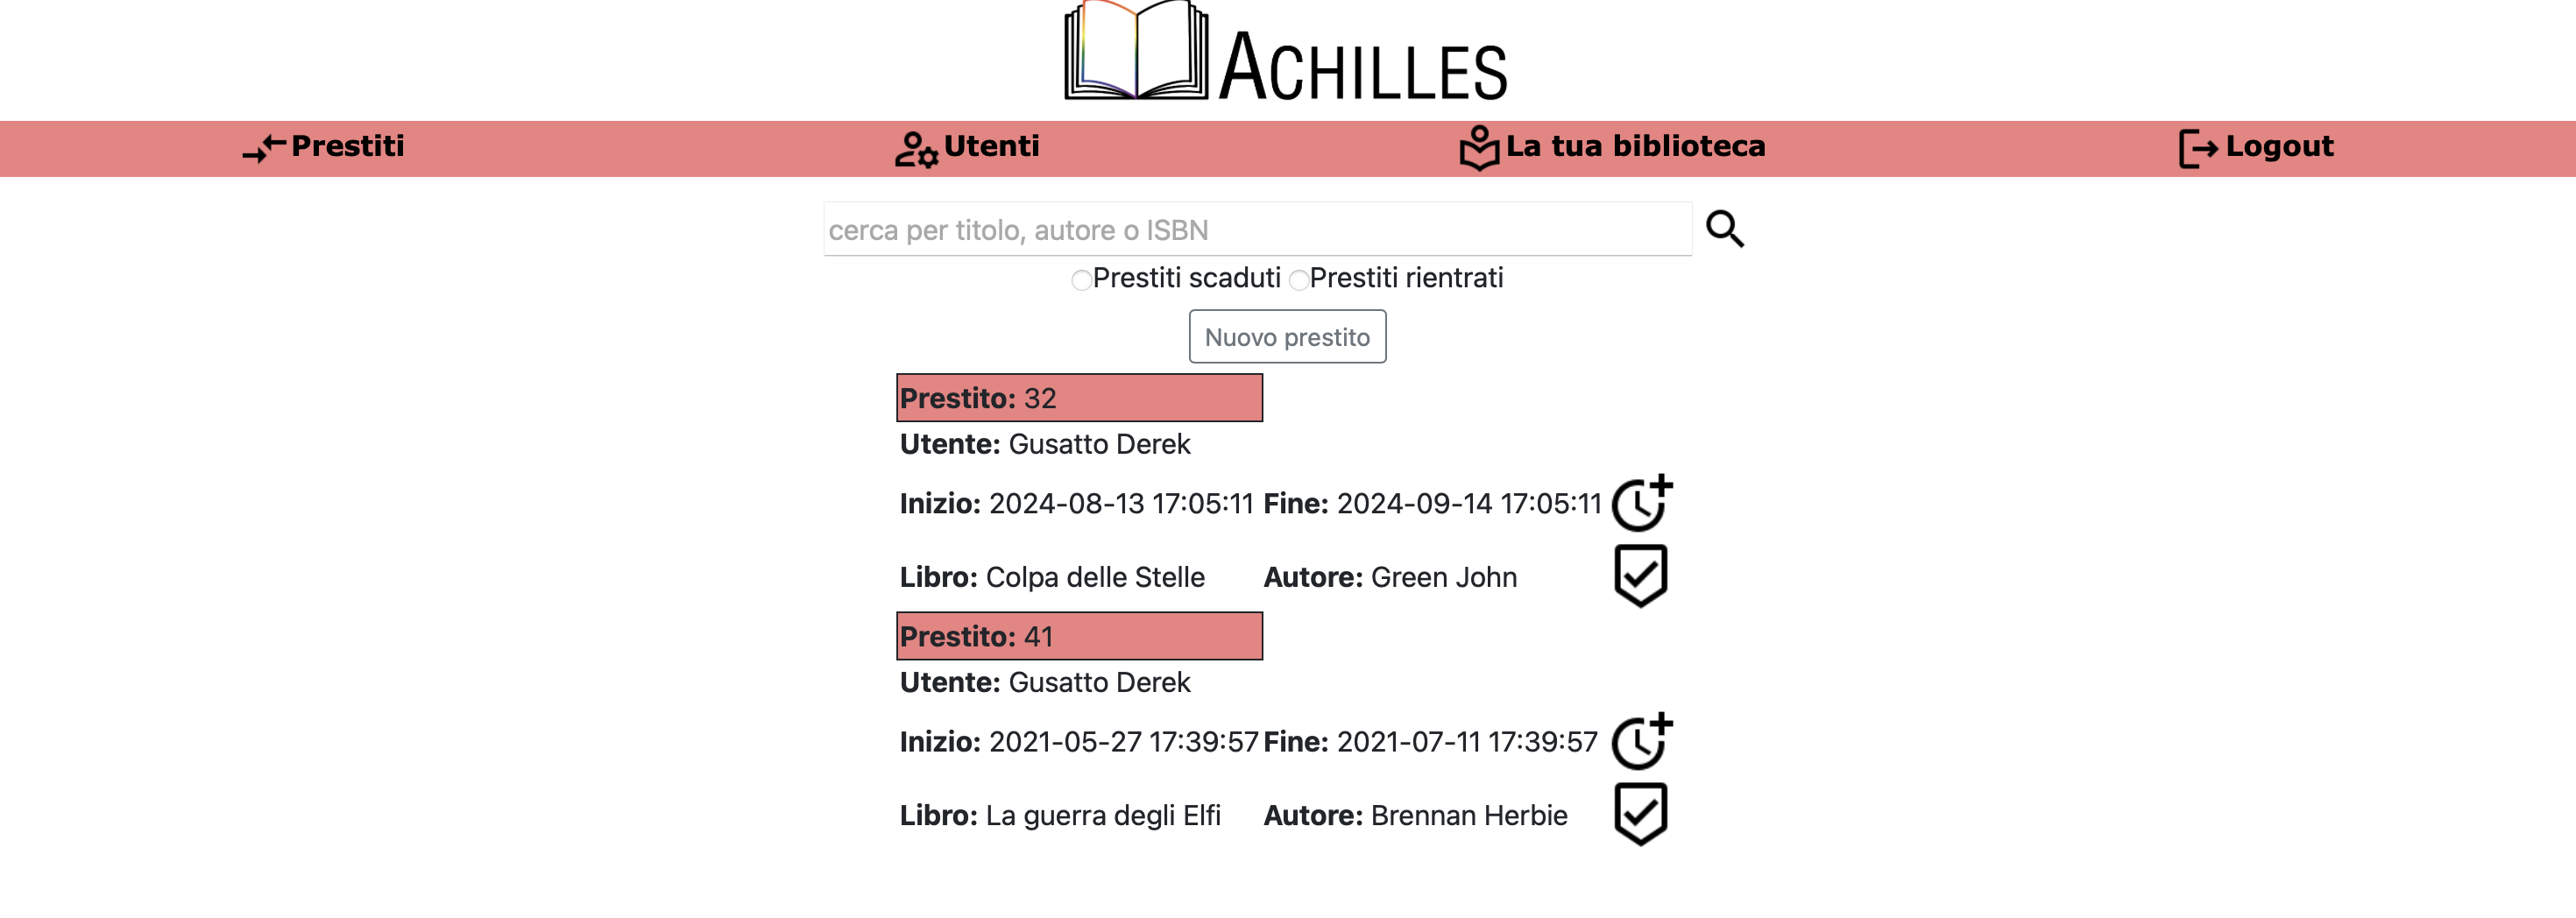 ACHILLES
Prestiti Utenti La tua biblioteca Logout
cerca per titolo, autore o ISBN
Prestiti scaduti Prestiti rientrati
Nuovo prestito
Prestito: 32
Utente: Gusatto Derek
Inizio: 2024-08-13 17:05:11 Fine: 2024-09-14 17:05:11
Libro: Colpa delle Stelle Autore: Green John
Prestito: 41
Utente: Gusatto Derek
Inizio: 2021-05-27 17:39:57 Fine: 2021-07-11 17:39:57
Libro: La guerra degli Elfi Autore: Brennan Herbie